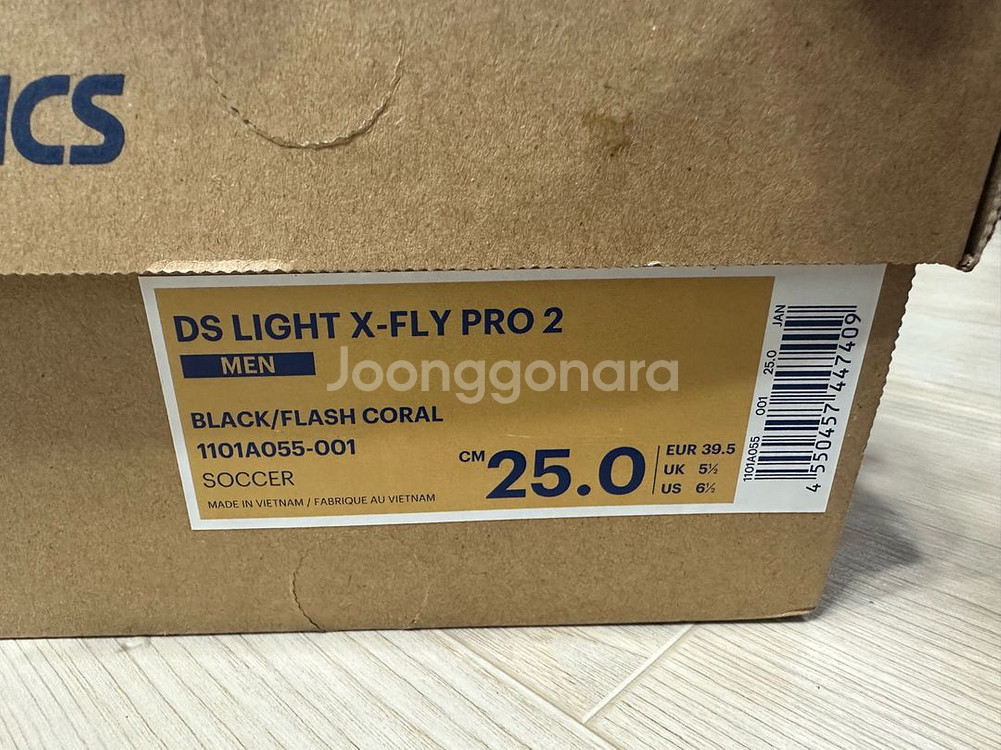 ICS
DS LIGHT X-FLY PRO 2
MEN
Joonggonara
BLACK/FLASH CORAL
1101A055-001
SOCCER
MADE IN VIETNAM / FABRIQUE AU VIETNAM
CM 25.0
EUR 39.5
UK 5½
US 6½
1101A055 001 25.0 JAN
4 550457 447409